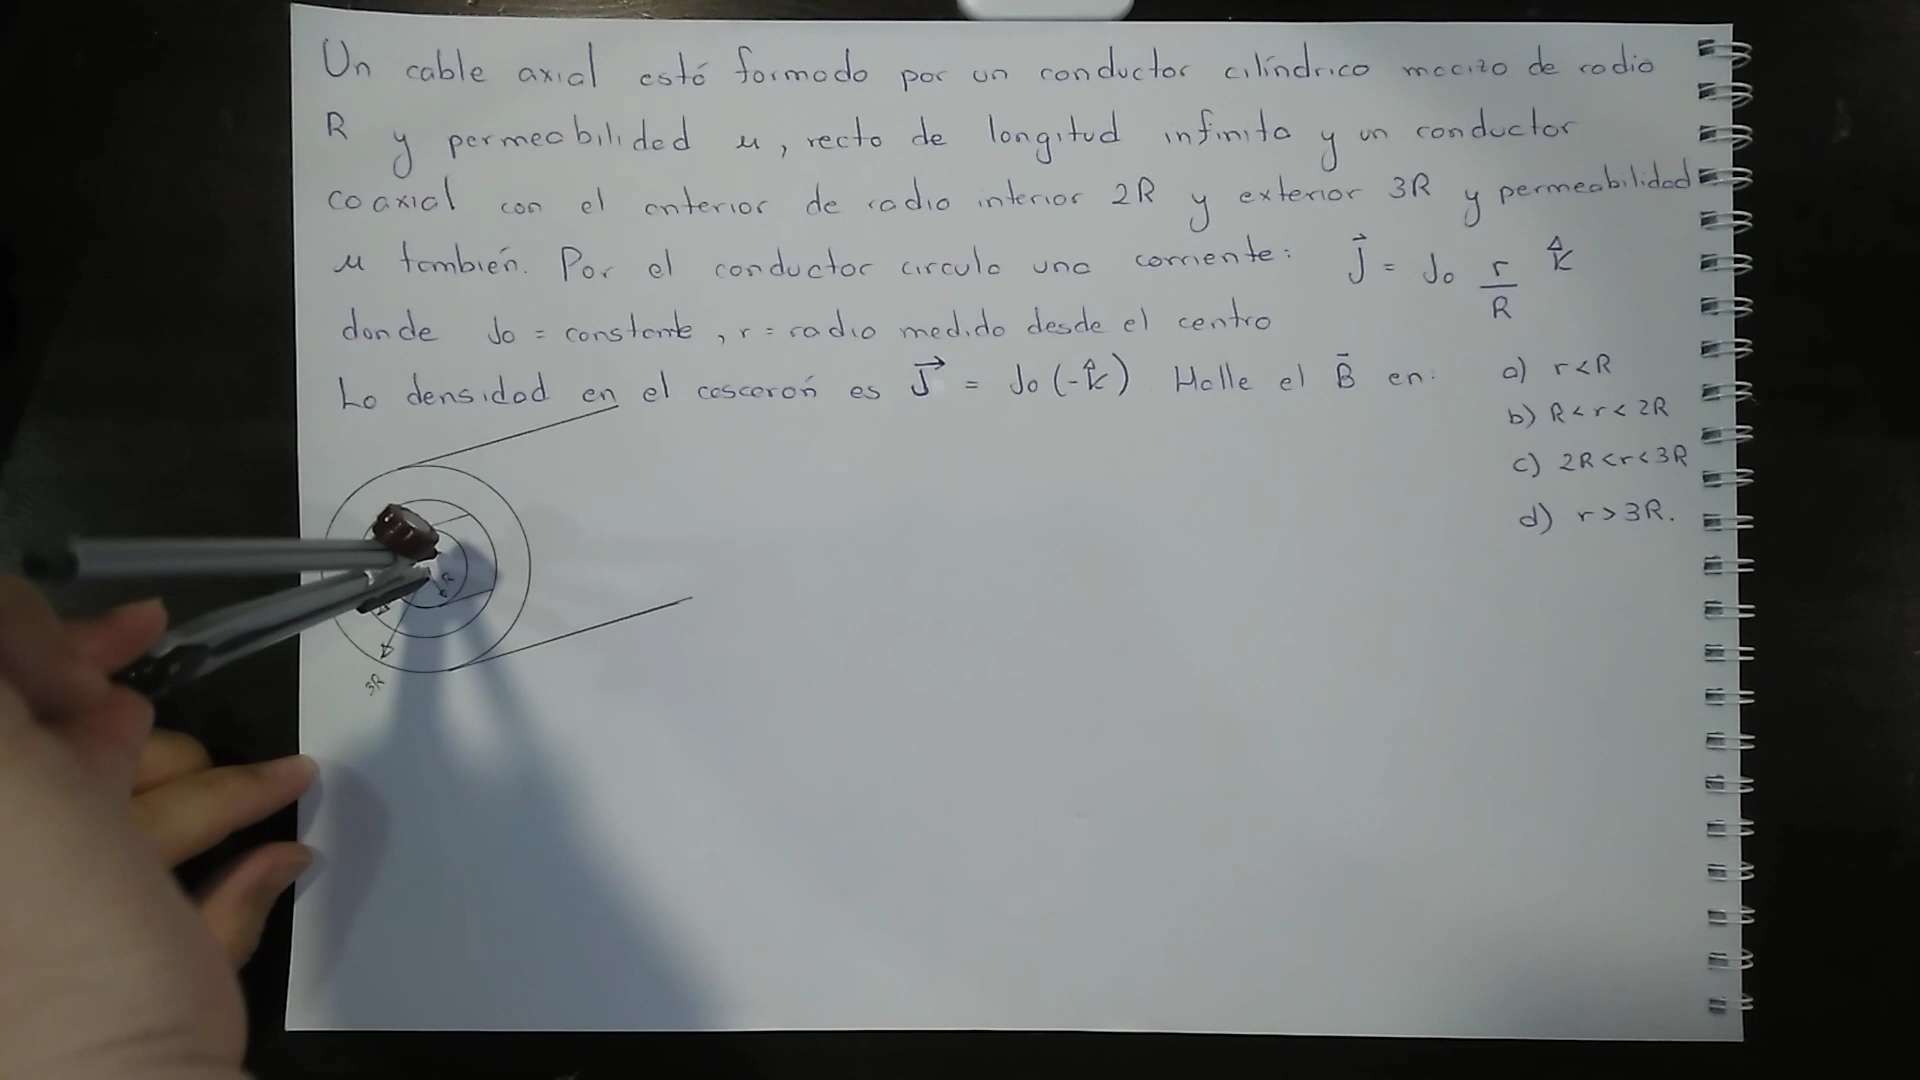 Un cable axial está formado por un conductor cilíndrico macizo de radio
R y permeabilidad μ, recto de longitud infinita y un conductor
coaxial con el anterior de radio interior 2R y exterior 3R y permeabilidad
μ también. Por el conductor circula una corriente: J⃗ = Jo r/R k̂
donde Jo = constante, r = radio medido desde el centro
La densidad en el cascarón es J⃗ = Jo(-k̂) Halle el B⃗ en: a) r<R
b) R<r<2R
c) 2R<r<3R
d) r>3R.
R
3R